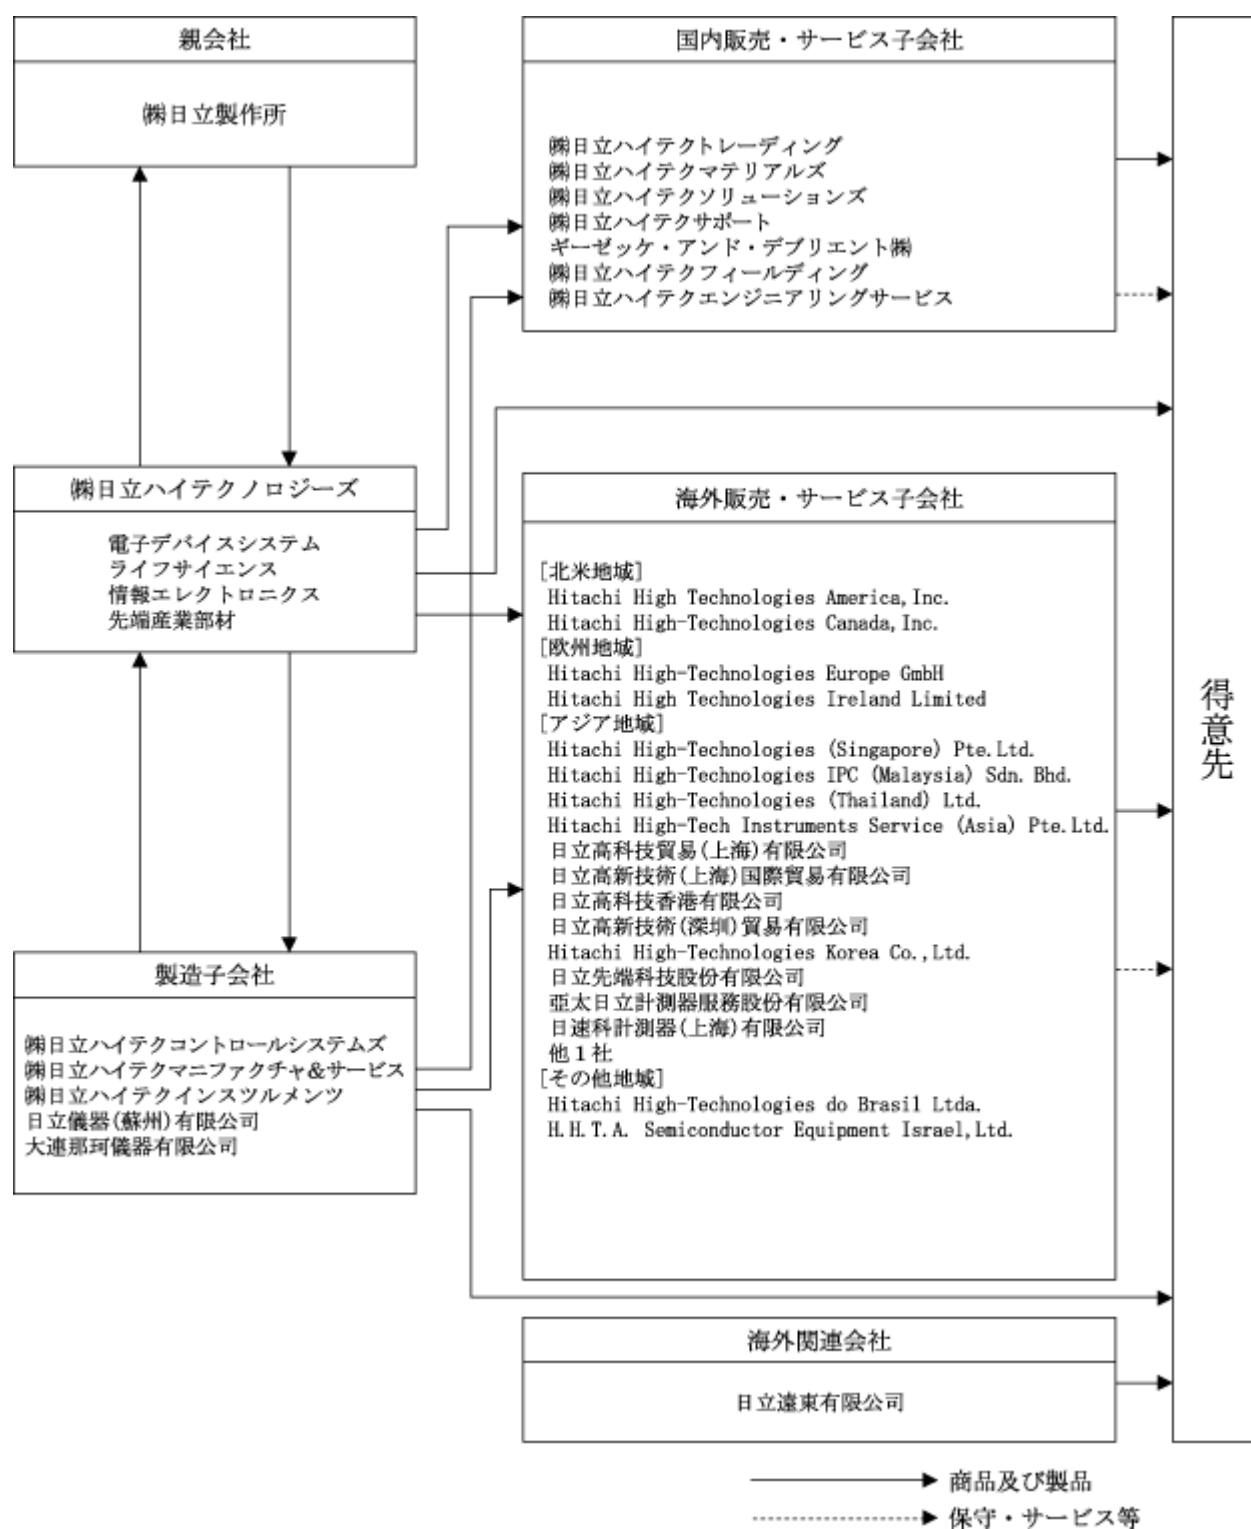 親会社
㈱日立製作所
㈱日立ハイテクノロジーズ
電子デバイスシステム
ライフサイエンス
情報エレクトロニクス
先端産業部材
製造子会社
㈱日立ハイテクコントロールシステムズ
㈱日立ハイテクマニファクチャ&サービス
㈱日立ハイテクインスツルメンツ
日立儀器(蘇州)有限公司
大連那珂儀器有限公司
国内販売・サービス子会社
㈱日立ハイテクトレーディング
㈱日立ハイテクマテリアルズ
㈱日立ハイテクソリューションズ
㈱日立ハイテクサポート
ギーゼッケ・アンド・デブリエント㈱
㈱日立ハイテクフィールディング
㈱日立ハイテクエンジニアリングサービス
海外販売・サービス子会社
[北米地域]
Hitachi High Technologies America,Inc.
Hitachi High-Technologies Canada,Inc.
[欧州地域]
Hitachi High-Technologies Europe GmbH
Hitachi High Technologies Ireland Limited
[アジア地域]
Hitachi High-Technologies (Singapore) Pte.Ltd.
Hitachi High-Technologies IPC (Malaysia) Sdn. Bhd.
Hitachi High-Technologies (Thailand) Ltd.
Hitachi High-Tech Instruments Service (Asia) Pte.Ltd.
日立高科技貿易(上海)有限公司
日立高新技術(上海)国際貿易有限公司
日立高科技香港有限公司
日立高新技術(深圳)貿易有限公司
Hitachi High-Technologies Korea Co.,Ltd.
日立先端科技股份有限公司
亞太日立計測器服務股份有限公司
日速科計測器(上海)有限公司
他１社
[その他地域]
Hitachi High-Technologies do Brasil Ltda.
H.H.T.A. Semiconductor Equipment Israel,Ltd.
海外関連会社
日立遠東有限公司
得意先
商品及び製品
保守・サービス等